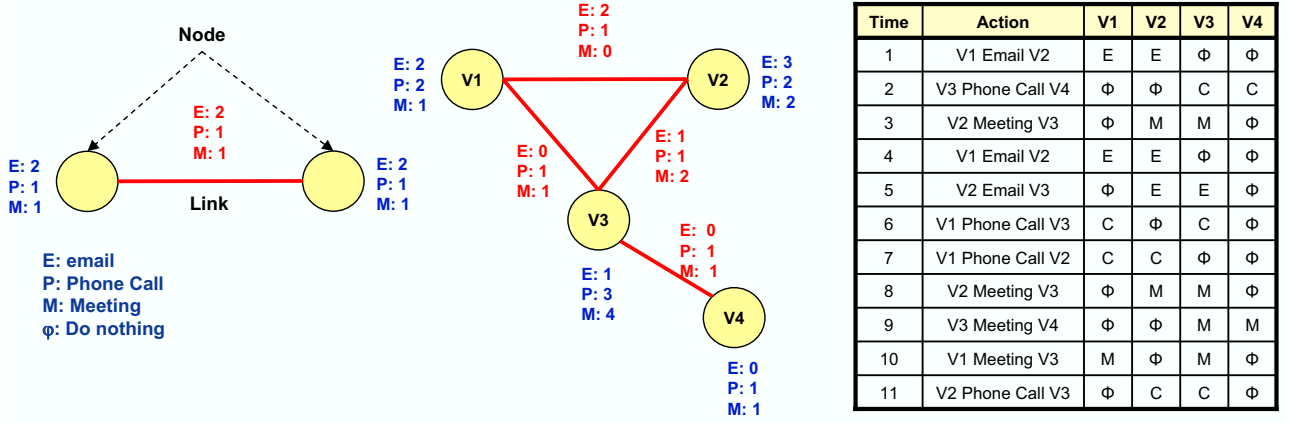 Node
E: 2
P: 1
M: 1
E: 2
P: 1
M: 1
E: 2
P: 1
M: 1
Link
E: email
P: Phone Call
M: Meeting
φ: Do nothing
E: 2
P: 1
M: 0
E: 2
P: 2
M: 1
V1
V2
E: 3
P: 2
M: 2
E: 0
P: 1
M: 1
E: 1
P: 1
M: 2
V3
E: 1
P: 3
M: 4
E: 0
P: 1
M: 1
V4
E: 0
P: 1
M: 1
Time Action V1 V2 V3 V4
1 V1 Email V2 E E Φ Φ
2 V3 Phone Call V4 Φ Φ C C
3 V2 Meeting V3 Φ M M Φ
4 V1 Email V2 E E Φ Φ
5 V2 Email V3 Φ E E Φ
6 V1 Phone Call V3 C Φ C Φ
7 V1 Phone Call V2 C C Φ Φ
8 V2 Meeting V3 Φ M M Φ
9 V3 Meeting V4 Φ Φ M M
10 V1 Meeting V3 M Φ M Φ
11 V2 Phone Call V3 Φ C C Φ